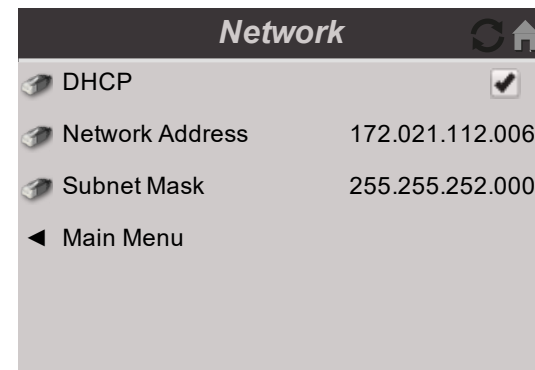 Network
DHCP
Network Address 172.021.112.006
Subnet Mask 255.255.252.000
Main Menu